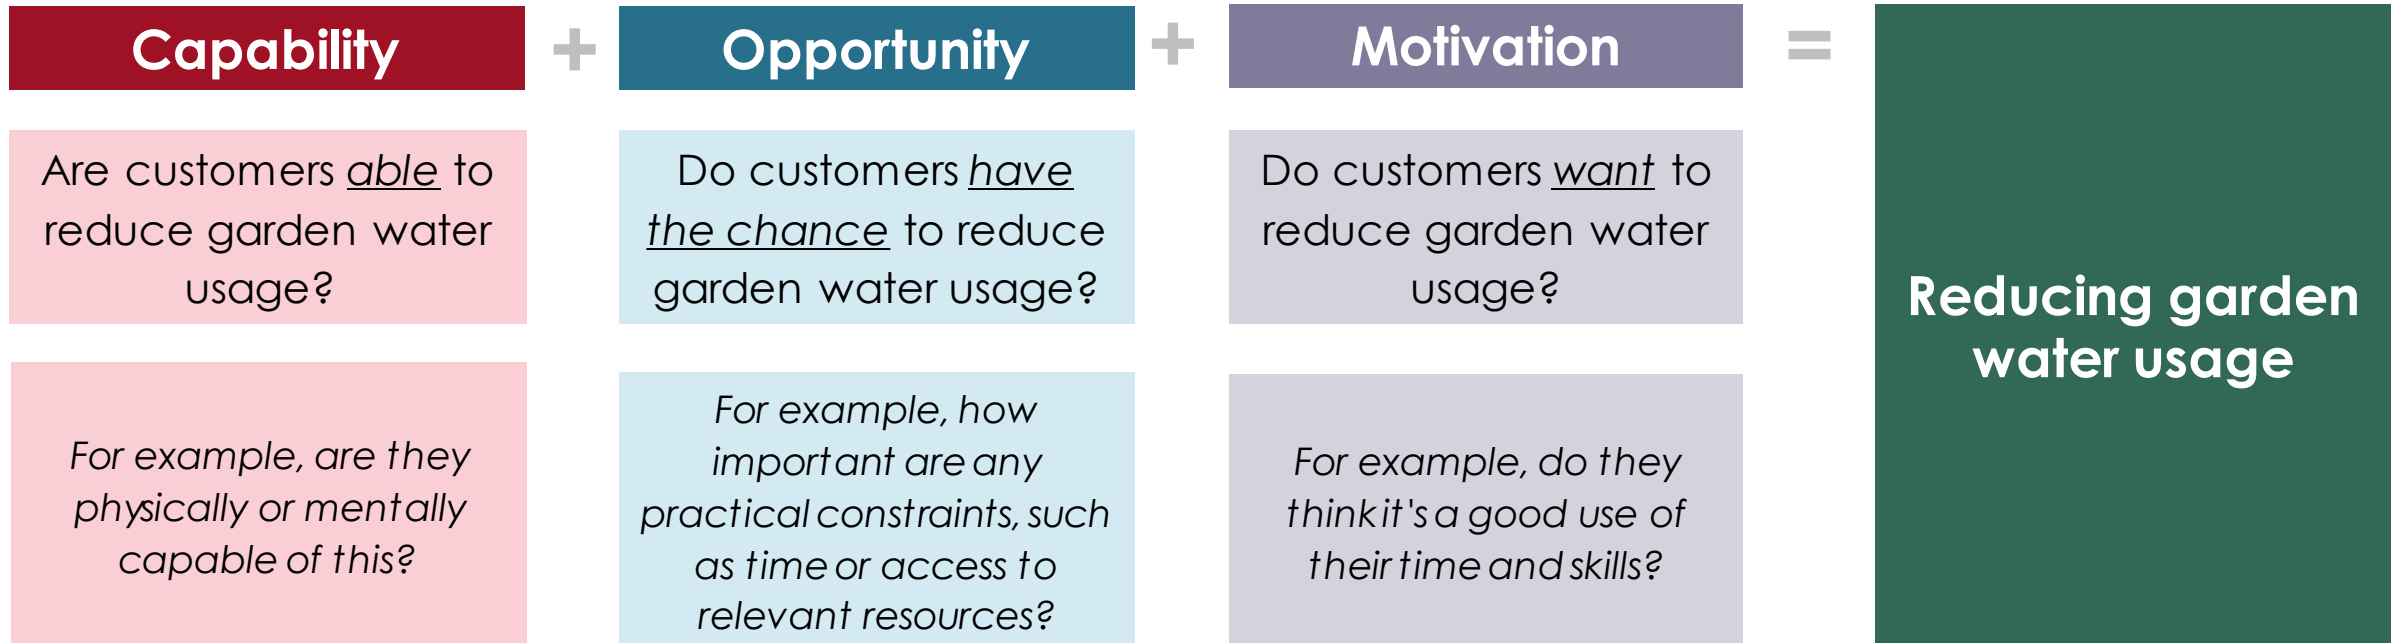 Capability
+
Opportunity
+
Motivation
=
Are customers able to
reduce garden water
usage?
For example, are they
physically or mentally
capable of this?
Do customers have
the chance to reduce
garden water usage?
For example, how
important are any
practical constraints, such
as time or access to
relevant resources?
Do customers want to
reduce garden water
usage?
For example, do they
think it's a good use of
their time and skills?
Reducing garden
water usage